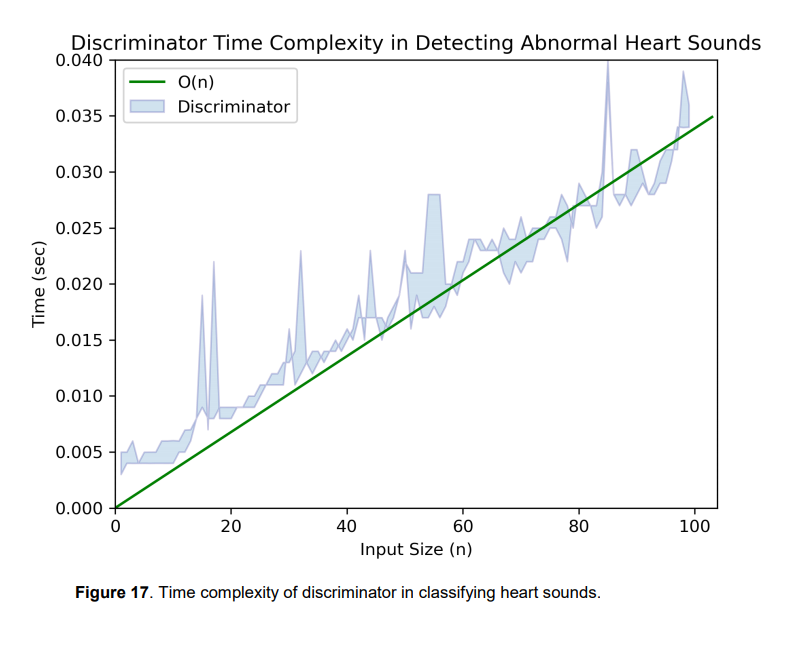 Discriminator Time Complexity in Detecting Abnormal Heart Sounds
0.040
O(n)
Discriminator
0.035
0.030
0.025
0.020
0.015
0.010
0.005
0.000
Time (sec)
0 20 40 60 80 100
Input Size (n)
Figure 17. Time complexity of discriminator in classifying heart sounds.